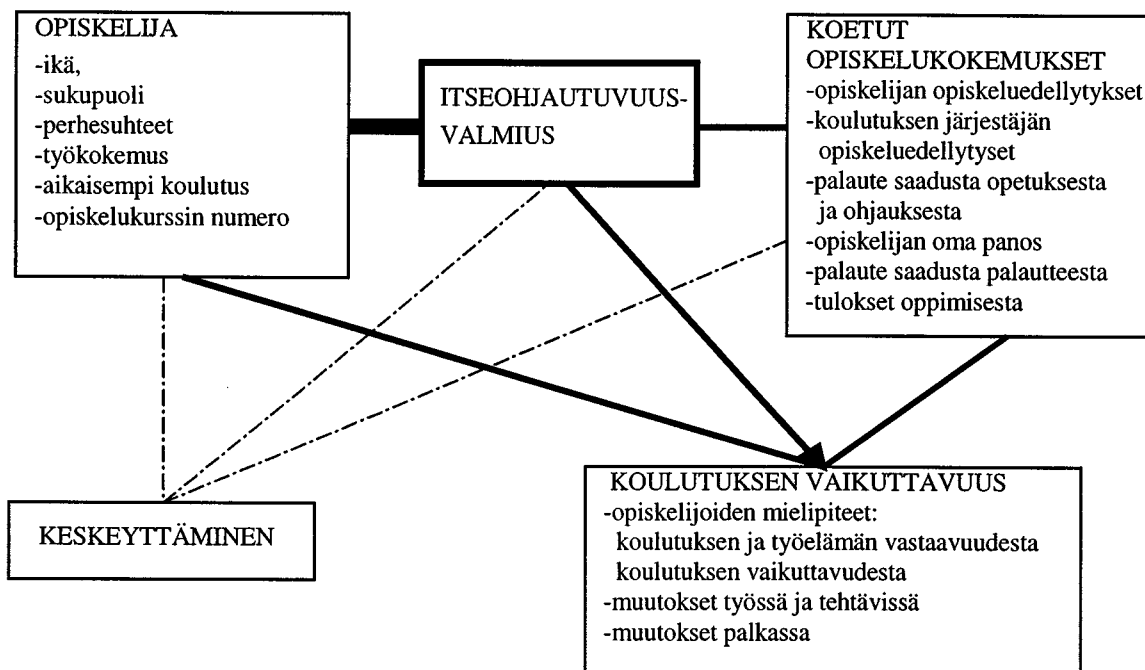 OPISKELIJA
-ikä,
-sukupuoli
-perhesuhteet
-työkokemus
-aikaisempi koulutus
-opiskelukurssin numero
ITSEOHJAUTUVUUS-
VALMIUS
KOETUT
OPISKELUKOKEMUKSET
-opiskelijan opiskeluedellytykset
-koulutuksen järjestäjän
opiskeluedellytyset
-palaute saadusta opetuksesta
ja ohjauksesta
-opiskelijan oma panos
-palaute saadusta palautteesta
-tulokset oppimisesta
KESKEYTTÄMINEN
KOULUTUKSEN VAIKUTTAVUUS
-opiskelijoiden mielipiteet:
koulutuksen ja työelämän vastaavuudesta
koulutuksen vaikuttavudesta
-muutokset työssä ja tehtävissä
-muutokset palkassa